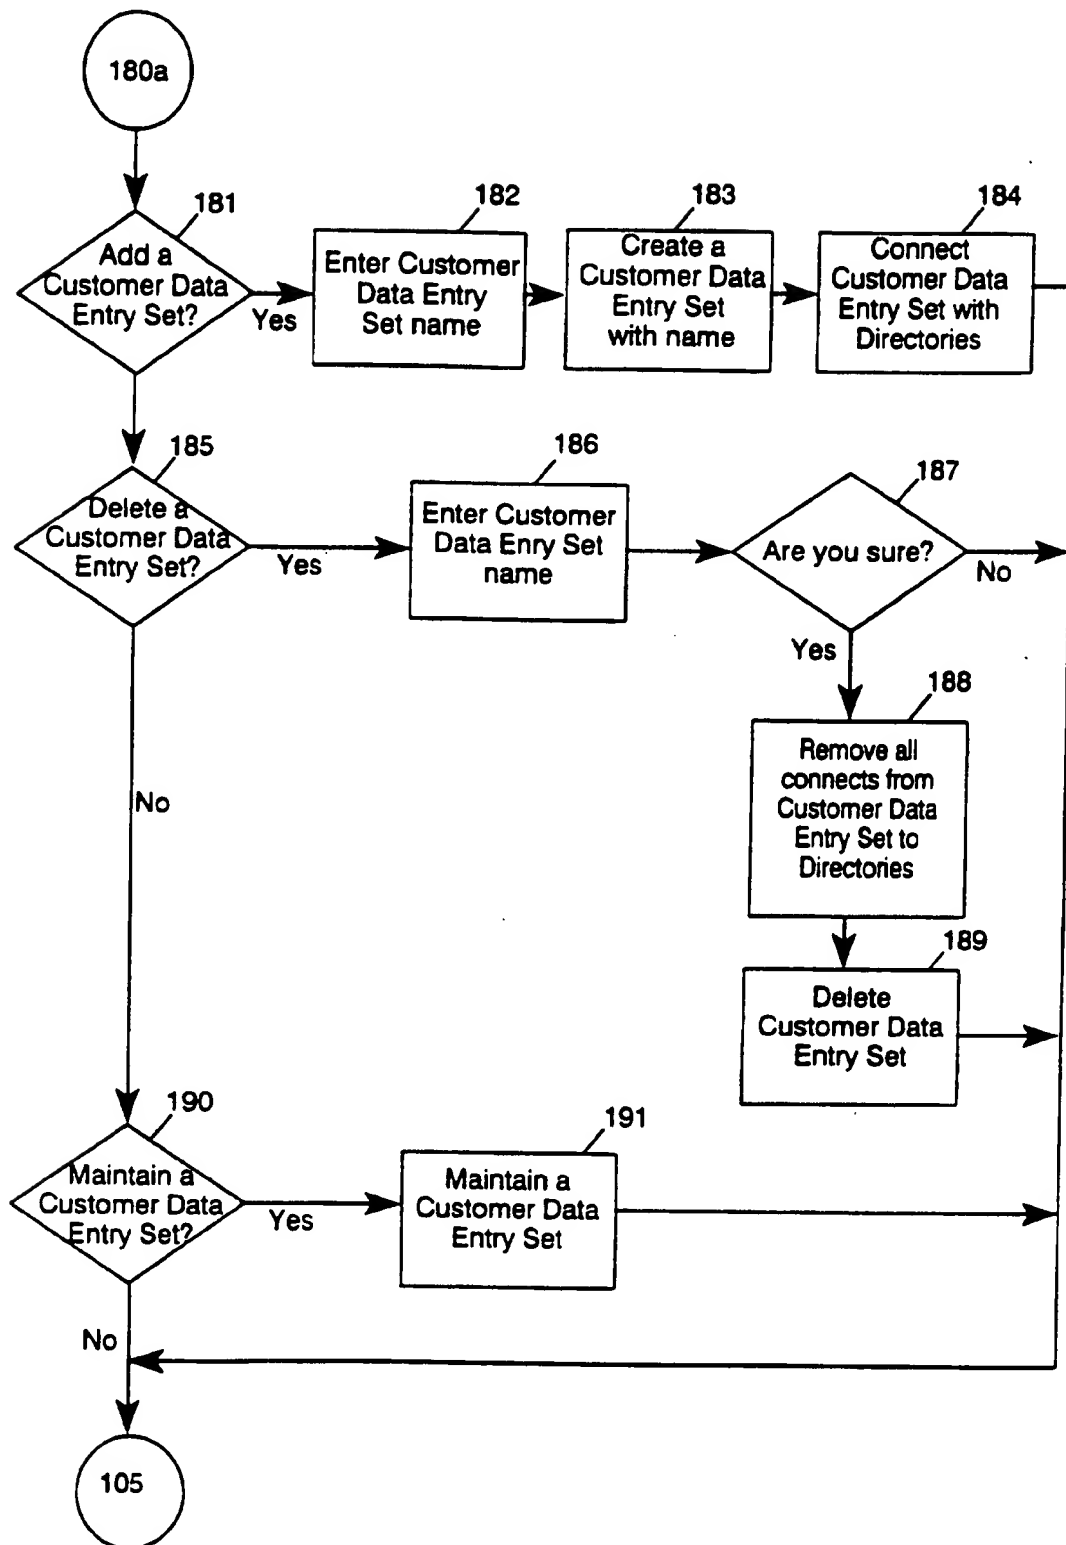 180a
181
Add a
Customer Data
Entry Set?
Yes
182
Enter Customer
Data Entry
Set name
183
Create a
Customer Data
Entry Set
with name
184
Connect
Customer Data
Entry Set with
Directories
185
Delete a
Customer Data
Entry Set?
Yes
186
Enter Customer
Data Enry Set
name
187
Are you sure?
No
Yes
188
Remove all
connects from
Customer Data
Entry Set to
Directories
No
189
Delete
Customer Data
Entry Set
190
Maintain a
Customer Data
Entry Set?
Yes
191
Maintain a
Customer Data
Entry Set
No
105